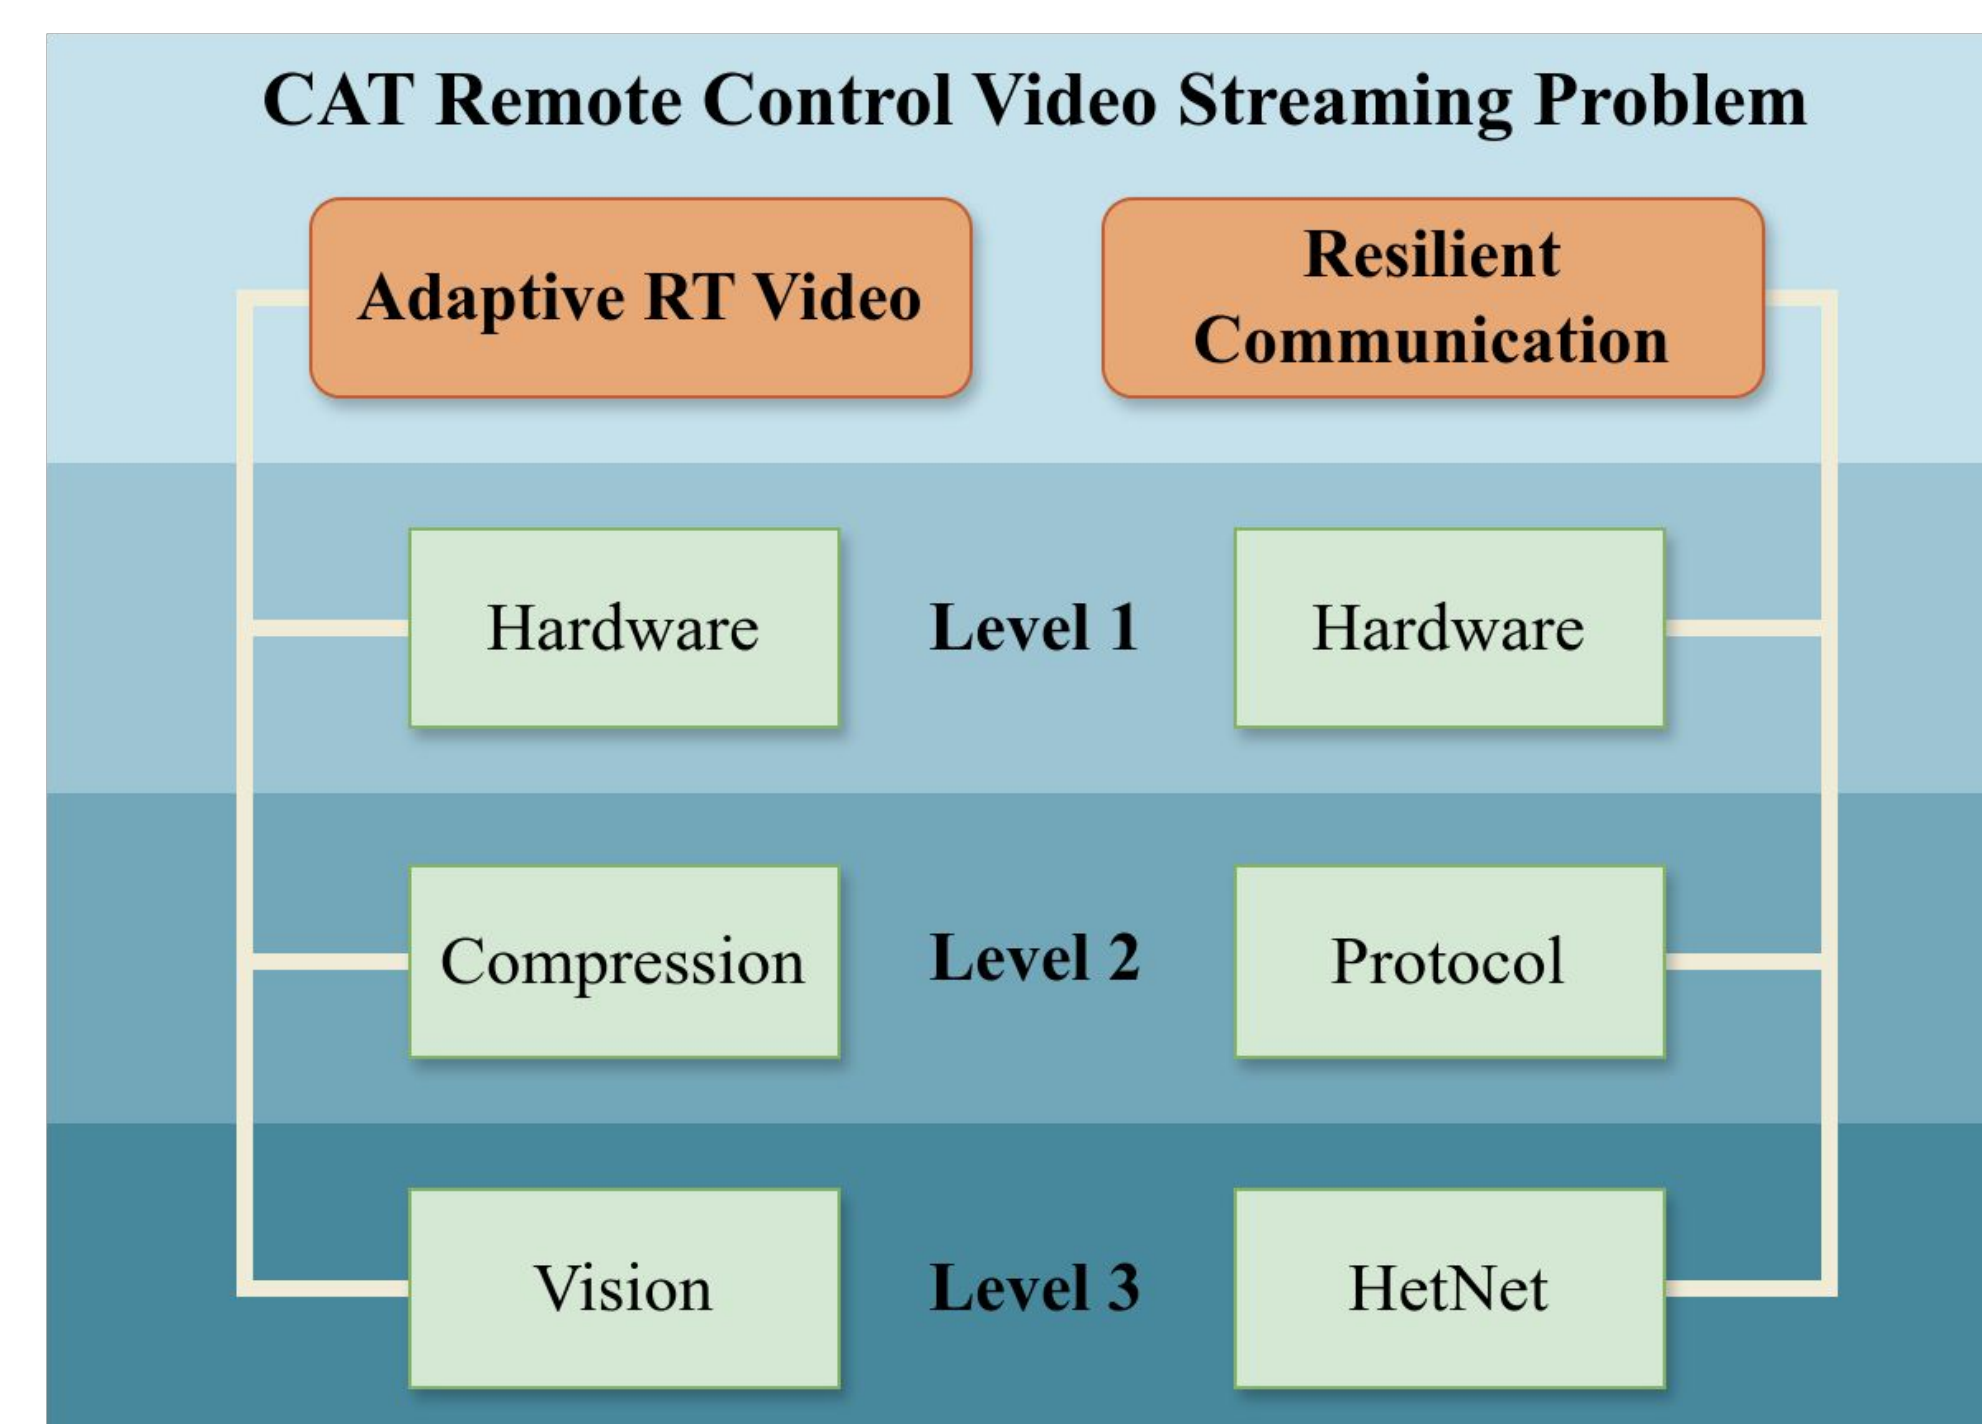 CAT Remote Control Video Streaming Problem
Adaptive RT Video
Resilient
Communication
Hardware
Level 1
Hardware
Compression
Level 2
Protocol
Vision
Level 3
HetNet